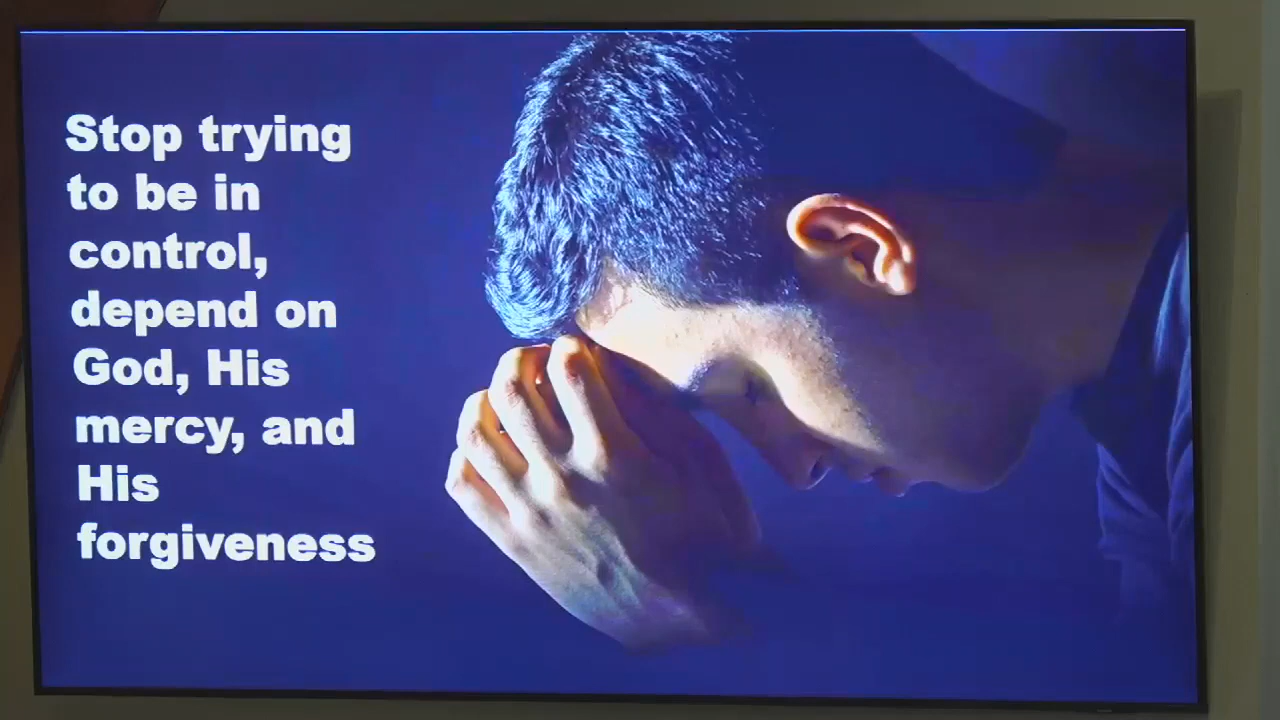 Stop trying
to be in
control,
depend on
God, His
mercy, and
His
forgiveness